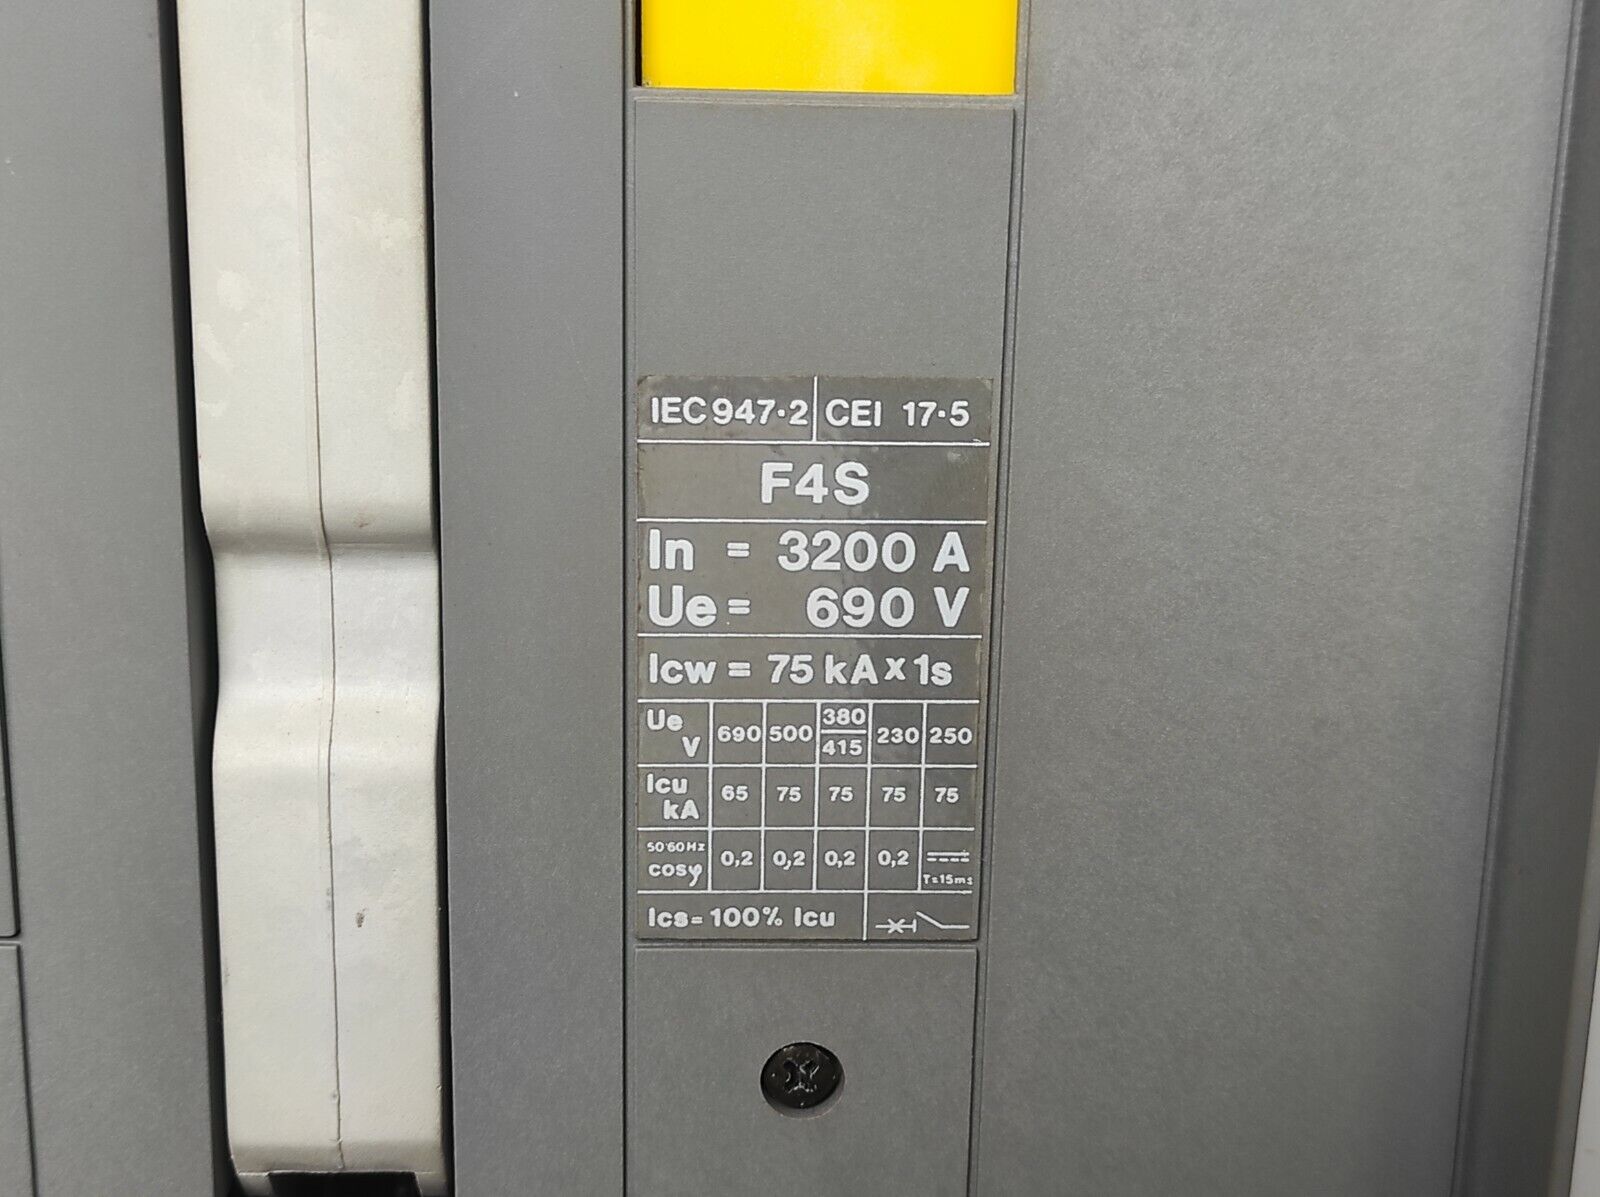 IEC 947-2 CEI 17-5
F4S
In = 3200 A
Ue = 690 V
Icw = 75 kA x 1s
Ue V 690 500 380/415 230 250
Icu kA 65 75 75 75 75
50-60Hz cosφ 0,2 0,2 0,2 0,2 T=15ms
Ics = 100% Icu